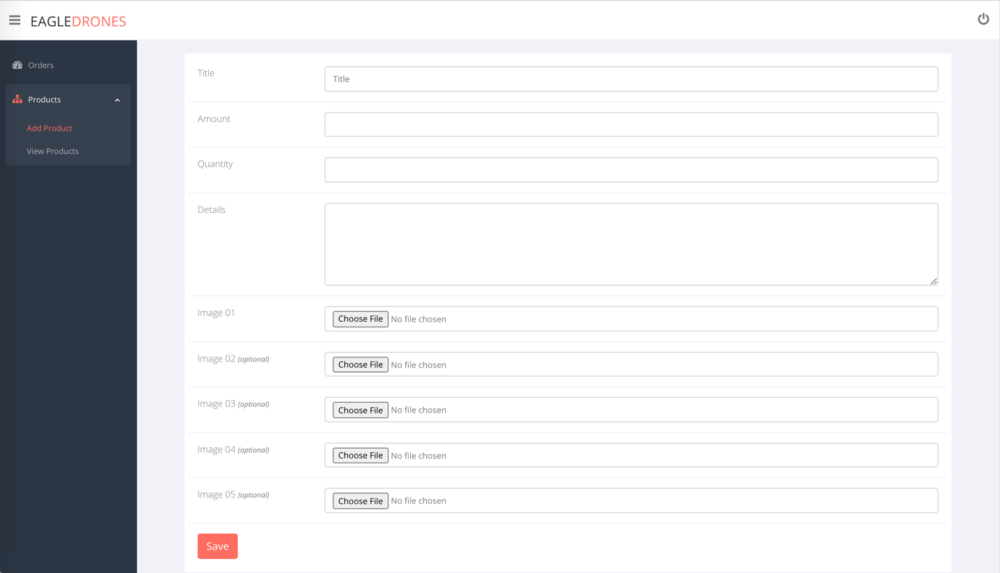 EAGLEDRONES
Orders
Products
Add Product
View Products
Title
Title
Amount
Quantity
Details
Image 01
Choose File No file chosen
Image 02 (optional)
Choose File No file chosen
Image 03 (optional)
Choose File No file chosen
Image 04 (optional)
Choose File No file chosen
Image 05 (optional)
Choose File No file chosen
Save